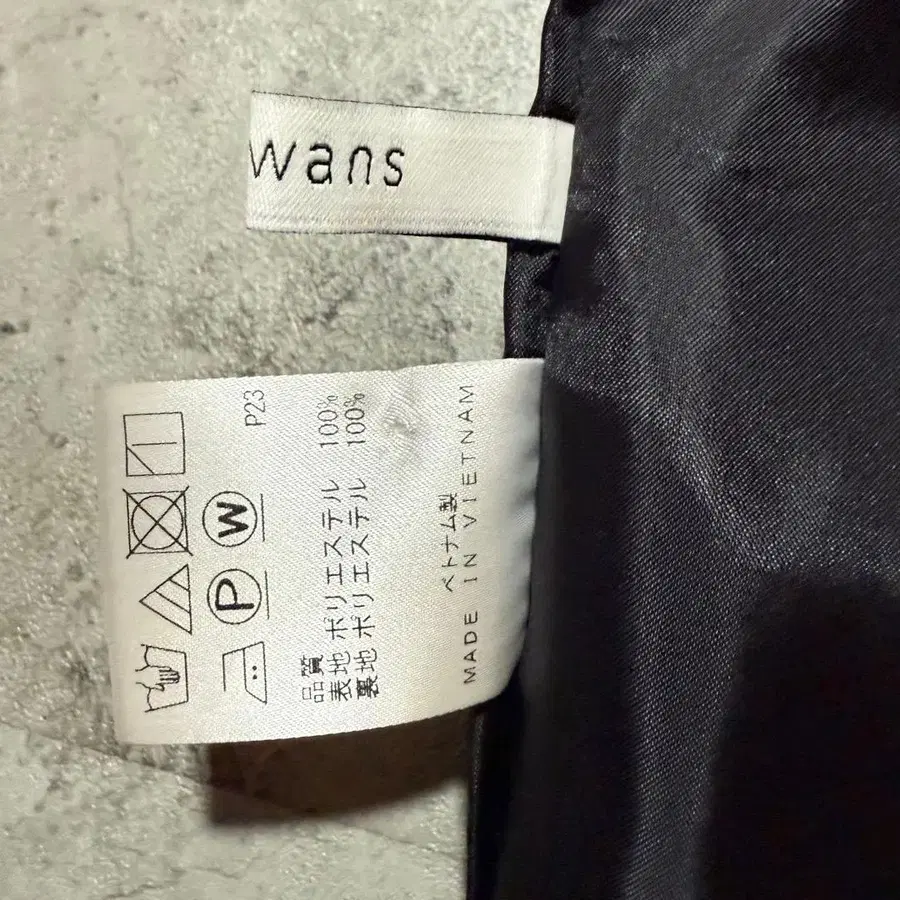 wans
P W
P23
品質
表地 ポリエステル 100%
裏地 ポリエステル 100%
ベトナム製
MADE IN VIETNAM